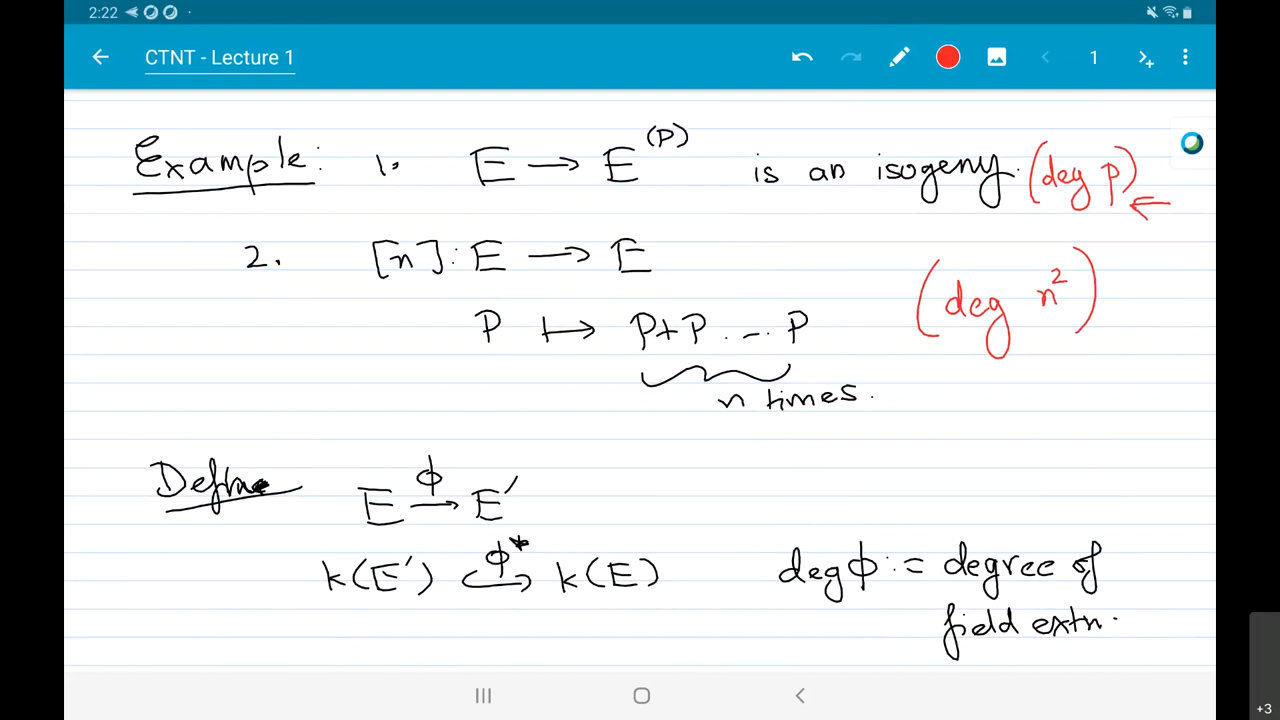 2:22
CTNT - Lecture 1
1
Example: 1. E → E^(p) is an isogeny. (deg p) ←
2. [n]: E → E
(deg n²)
P ↦ P+P . -- P
n times.
Define E →^ϕ E′
k(E′) ↪^ϕ* k(E) deg ϕ := degree of
field extn.
+3